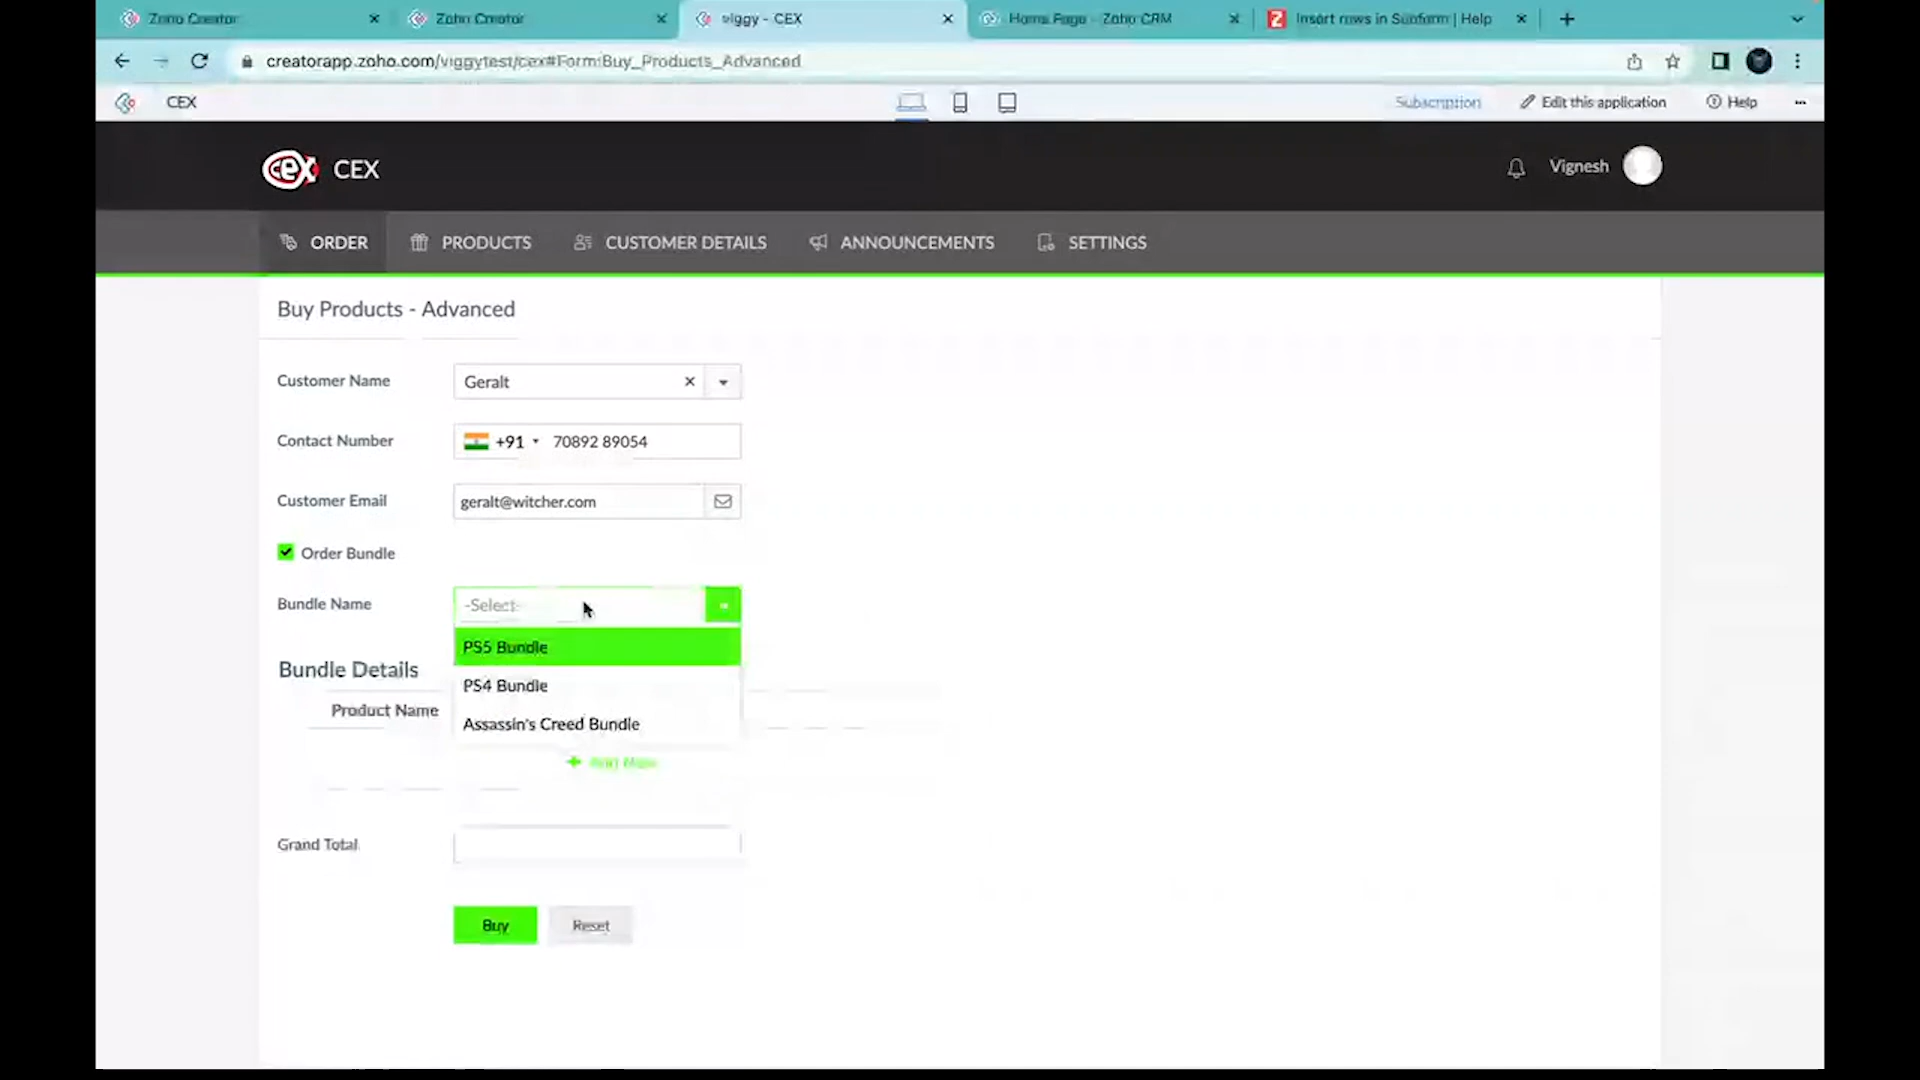 Zoho Creator
Zoho Creator
viggy - CEX
Home Page - Zoho CRM
Insert rows in Subform | Help
creatorapp.zoho.com/viggytest/cex#Form:Buy_Products_Advanced
CEX
Subscription
Edit this application
Help
cex CEX
Vignesh
ORDER
PRODUCTS
CUSTOMER DETAILS
ANNOUNCEMENTS
SETTINGS
Buy Products - Advanced
Customer Name
Geralt
Contact Number
+91
70892 89054
Customer Email
geralt@witcher.com
Order Bundle
Bundle Name
-Select-
PS5 Bundle
Bundle Details
PS4 Bundle
Product Name
Assassin's Creed Bundle
+ Add New
Grand Total
Buy
Reset